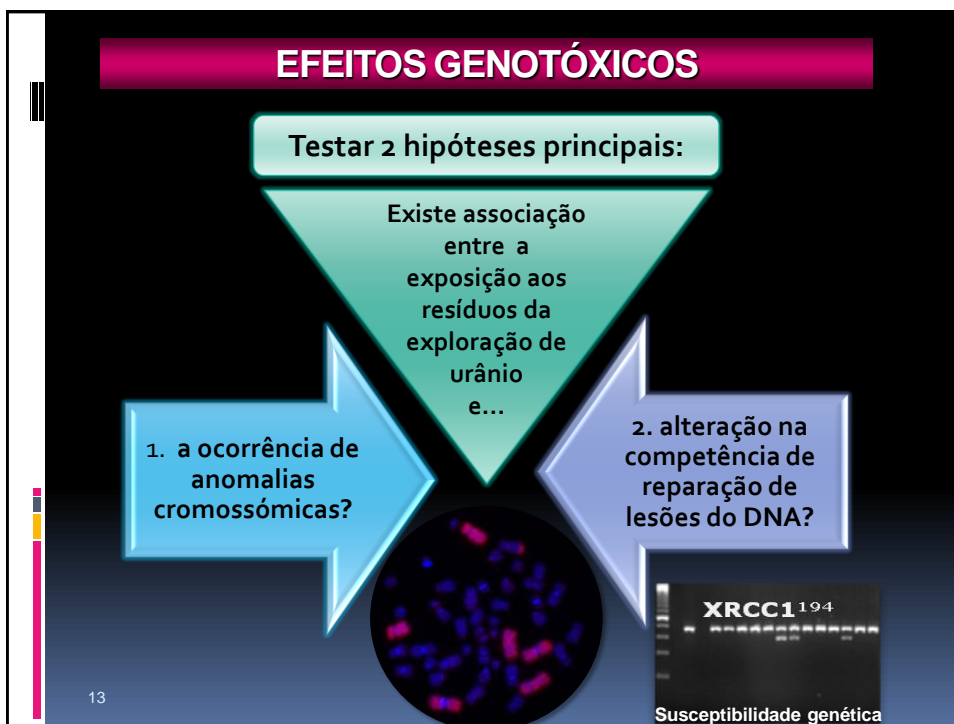 EFEITOS GENOTÓXICOS
Testar 2 hipóteses principais:
Existe associação
entre a
exposição aos
resíduos da
exploração de
urânio
e...
1. a ocorrência de
anomalias
cromossómicas?
2. alteração na
competência de
reparação de
lesões do DNA?
XRCC1¹⁹⁴
Susceptibilidade genética
13